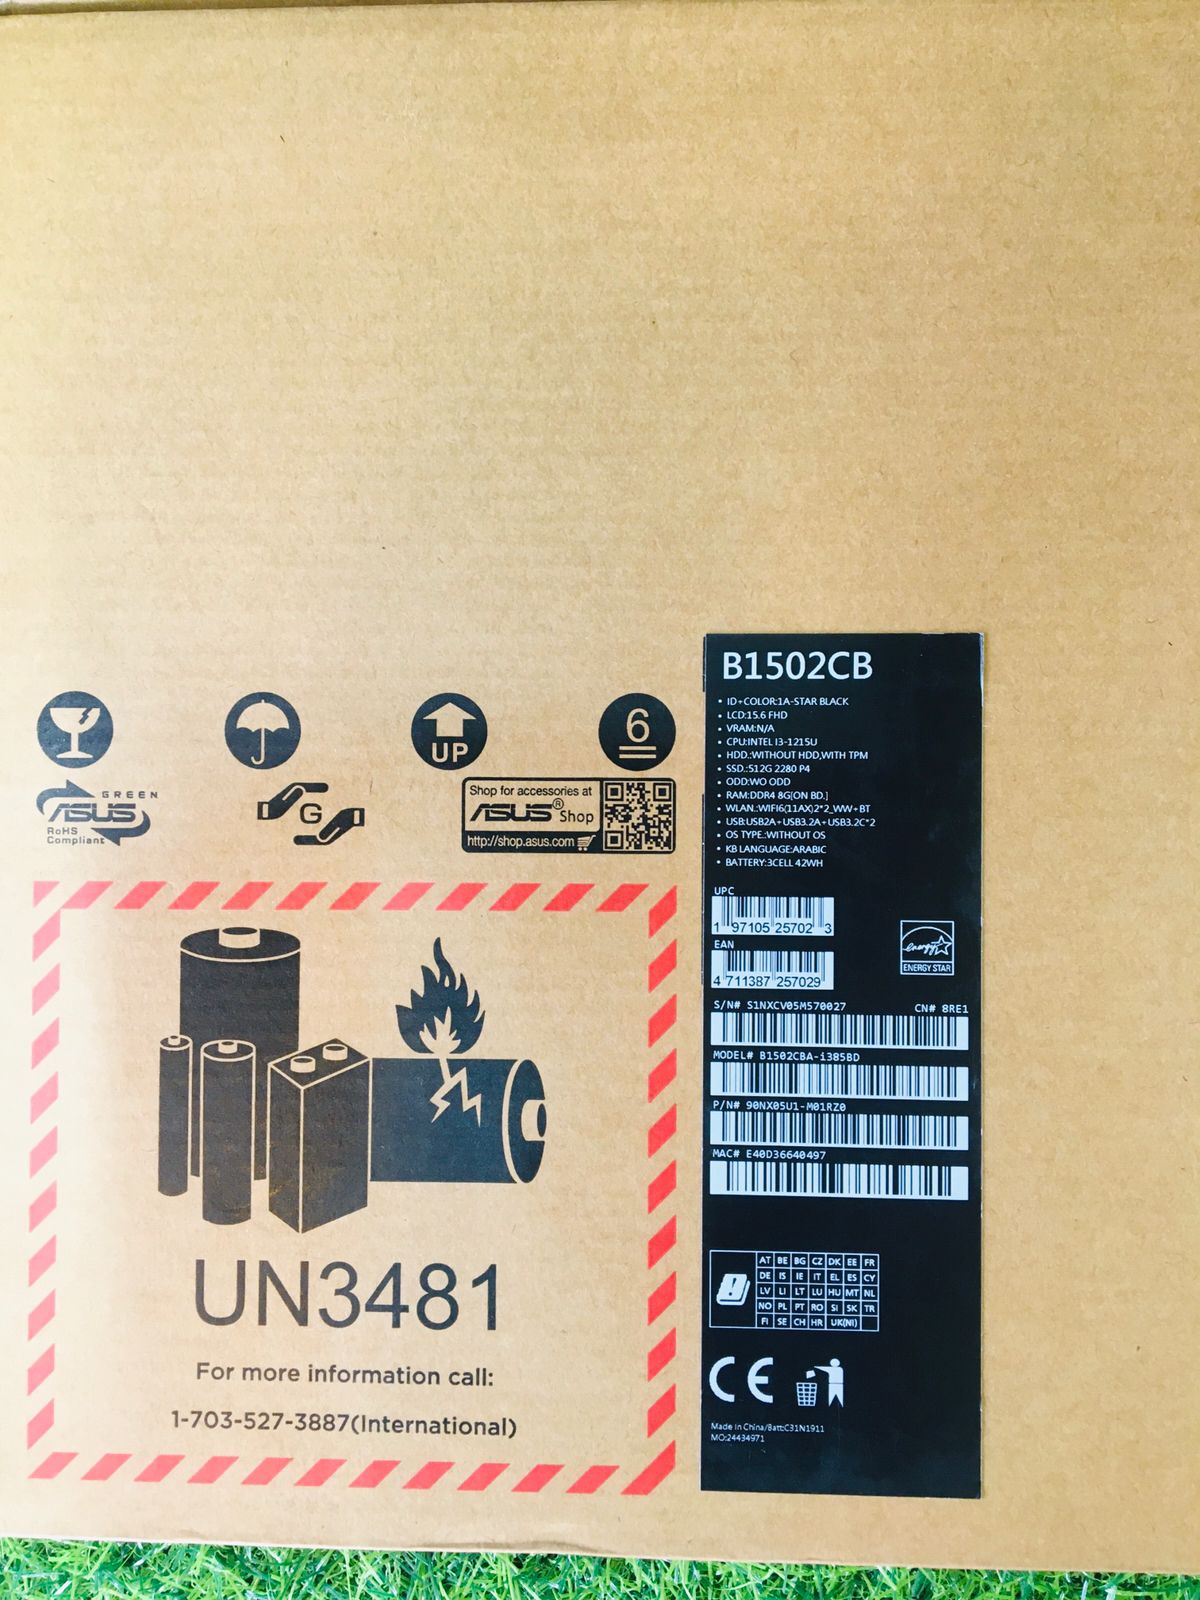 6
UP
GREEN
ASUS
RoHS
Compliant
G
Shop for accessories at
ASUS® Shop
http://shop.asus.com
UN3481
For more information call:
1-703-527-3887(International)
B1502CB
• ID+COLOR:1A-STAR BLACK
• LCD:15.6 FHD
• VRAM:N/A
• CPU:INTEL I3-1215U
• HDD.:WITHOUT HDD,WITH TPM
• SSD.:512G 2280 P4
• ODD:WO ODD
• RAM:DDR4 8G[ON BD.]
• WLAN.:WIFI6(11AX)2*2_WW+BT
• USB:USB2A+USB3.2A+USB3.2C*2
• OS TYPE.:WITHOUT OS
• KB LANGUAGE:ARABIC
• BATTERY:3CELL 42WH
UPC
1 97105 25702 3
EAN
4 711387 257029
energy
ENERGY STAR
S/N# S1NXCV05M570027 CN# 8RE1
MODEL# B1502CBA-i385BD
P/N# 90NX05U1-M01RZ0
MAC# E40D36640497
AT BE BG CZ DK EE FR
DE IS IE IT EL ES CY
LV LI LT LU HU MT NL
NO PL PT RO SI SK TR
FI SE CH HR UK(NI)
CE
Made in China/Batt:C31N1911
MO:24434971